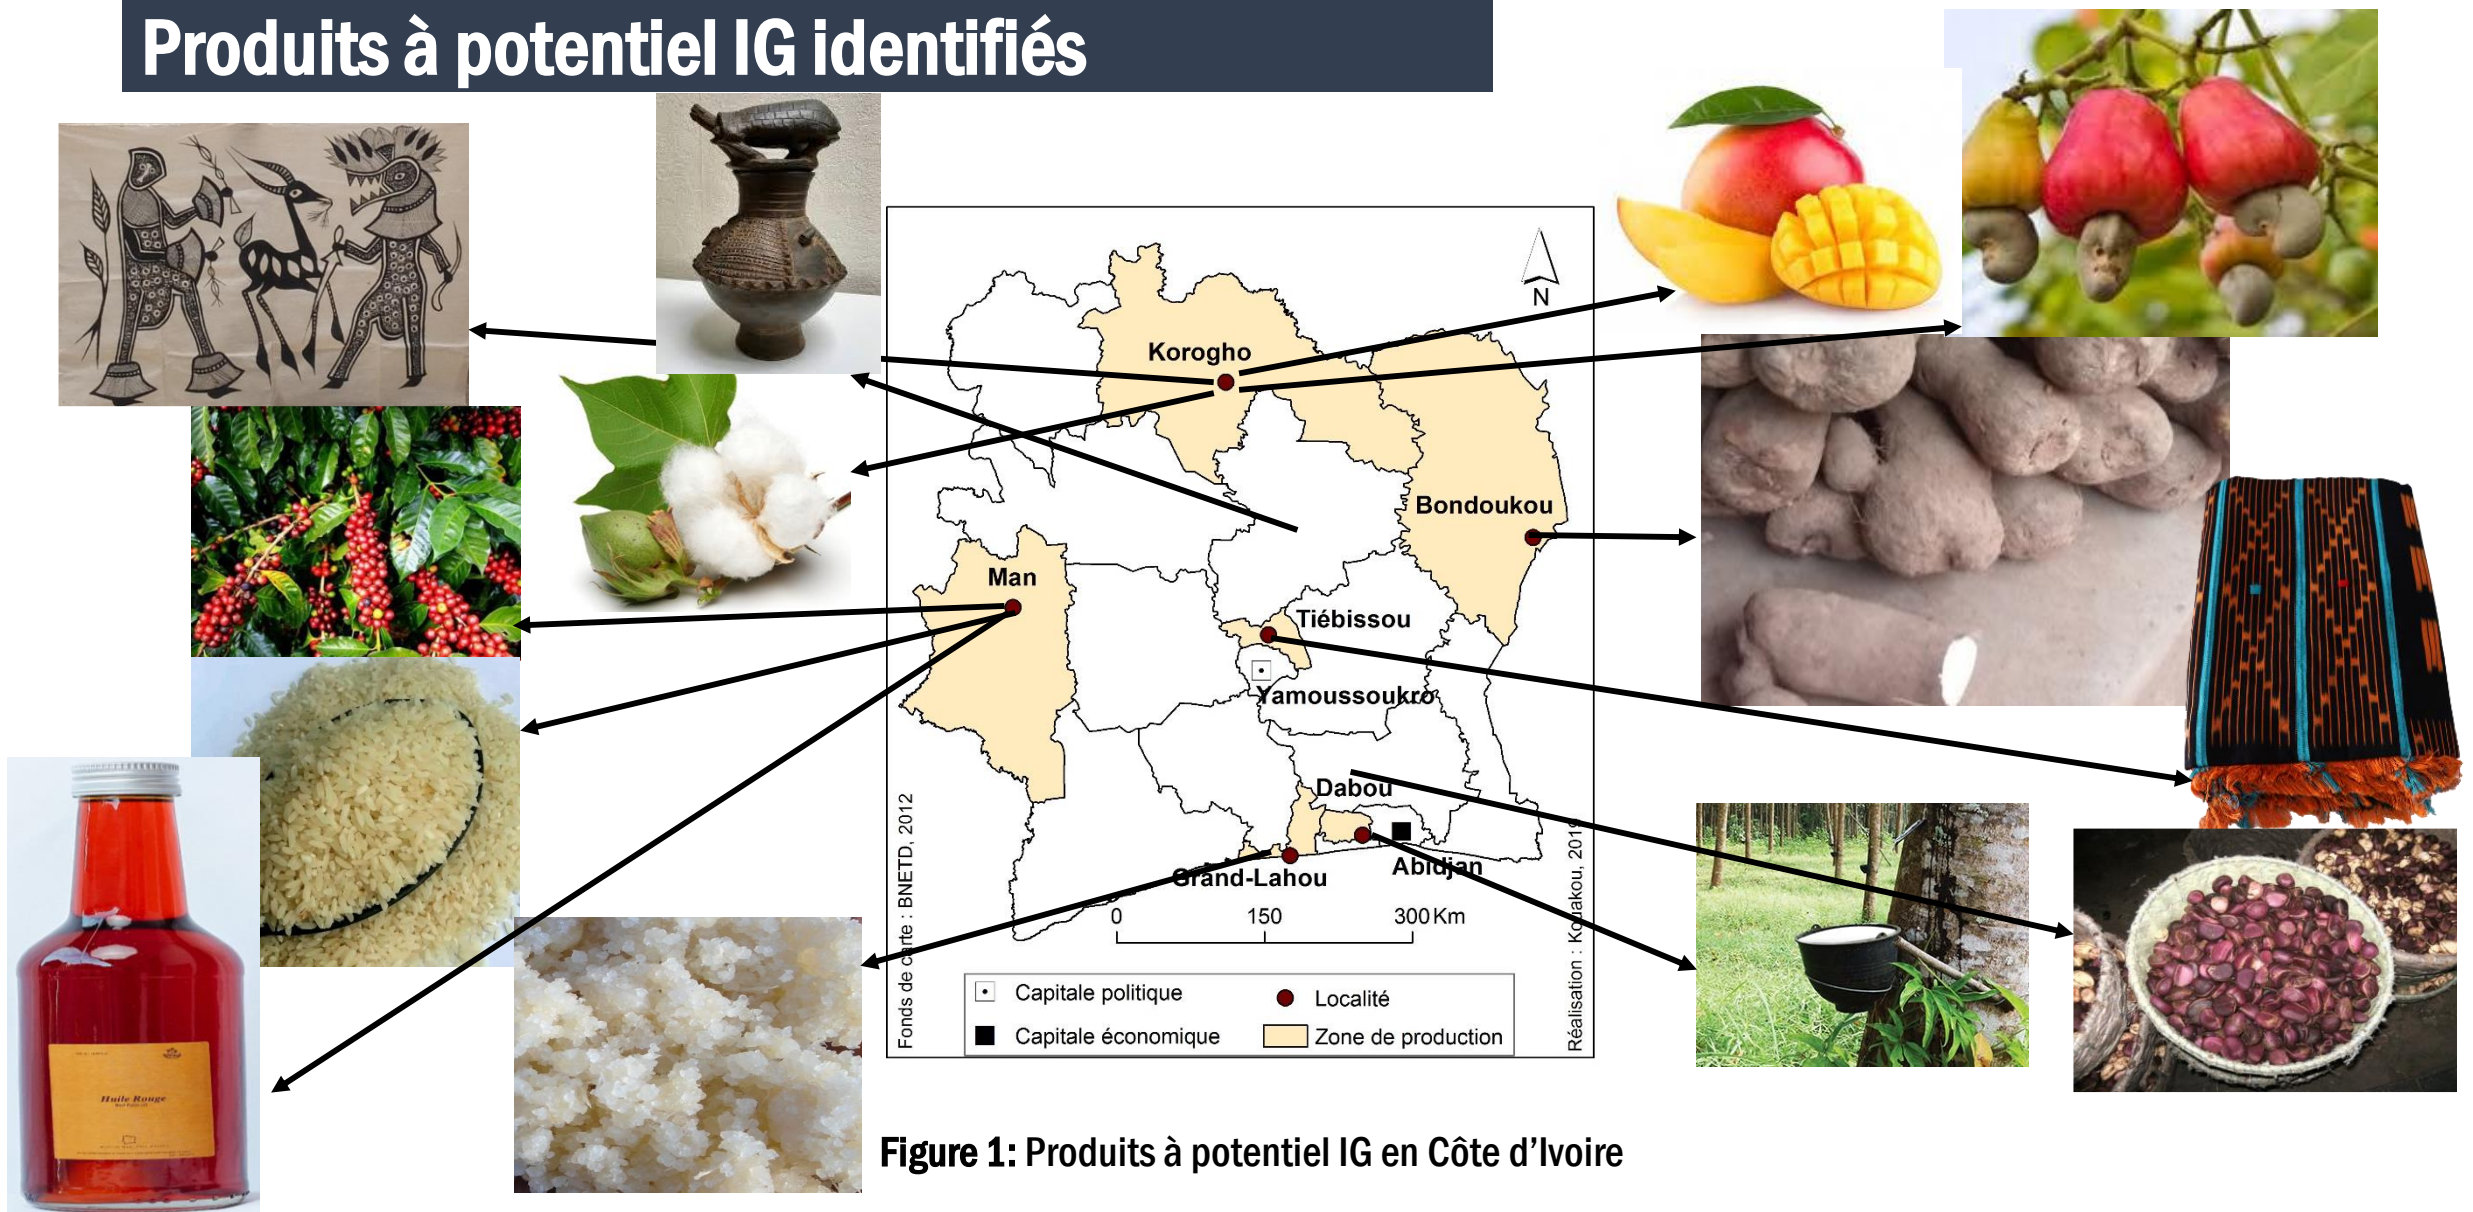 Produits à potentiel IG identifiés
N
Korogho
Bondoukou
Man
Tiébissou
Yamoussoukro
Dabou
Abidjan
Grand-Lahou
0 150 300 Km
Fonds de carte : BNETD, 2012
Réalisation : Kouakou, 2019
Capitale politique
Localité
Capitale économique
Zone de production
Huile Rouge
Figure 1: Produits à potentiel IG en Côte d’Ivoire